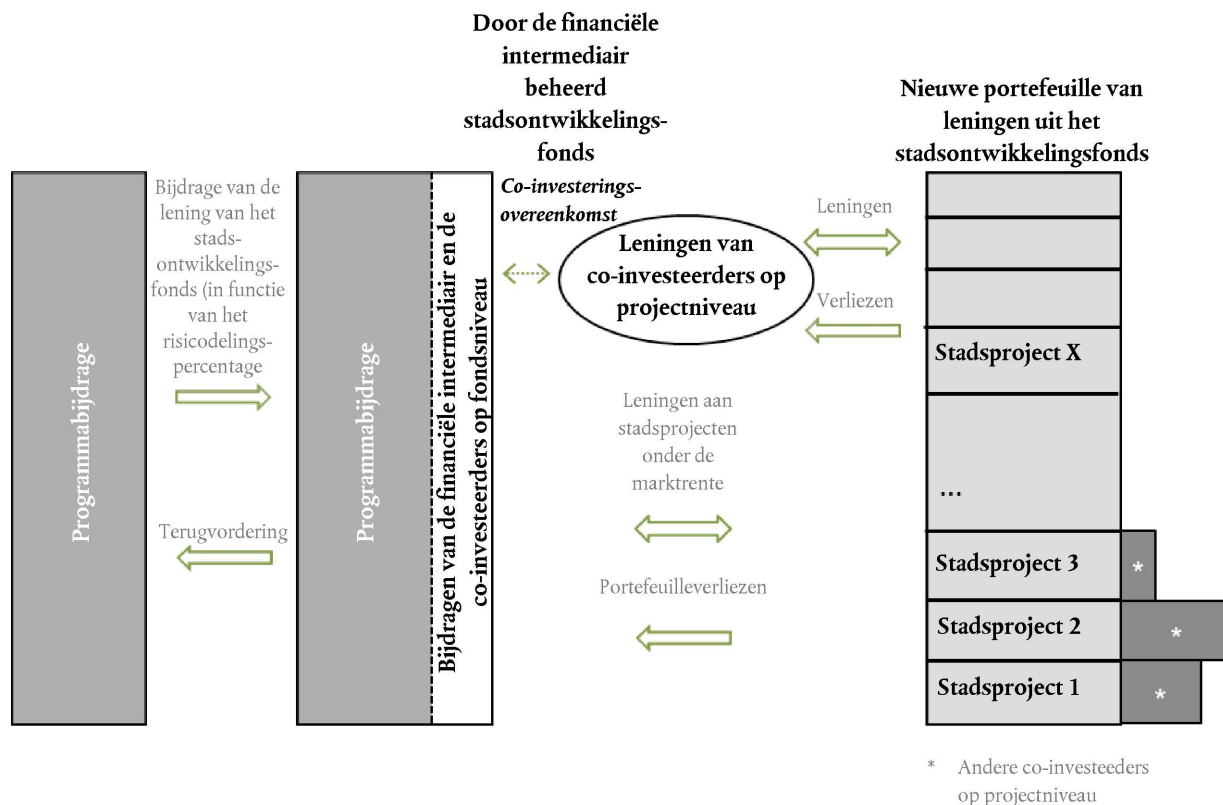 Door de financiële
intermediair
beheerd
stadsontwikkelings-
fonds
Nieuwe portefeuille van
leningen uit het
stadsontwikkelingsfonds
Programmabijdrage
Bijdrage van de
lening van het
stads-
ontwikkelings-
fonds (in functie
van het
risicodelings-
percentage
Terugvordering
Programmabijdrage
Bijdragen van de financiële intermediair en de
co-investeerders op fondsniveau
Co-investerings-
overeenkomst
Leningen van
co-investeerders op
projectniveau
Leningen
Verliezen
Leningen aan
stadsprojecten
onder de
marktrente
Portefeuilleverliezen
Stadsproject X
...
Stadsproject 3
*
Stadsproject 2
*
Stadsproject 1
*
* Andere co-investeeders
op projectniveau